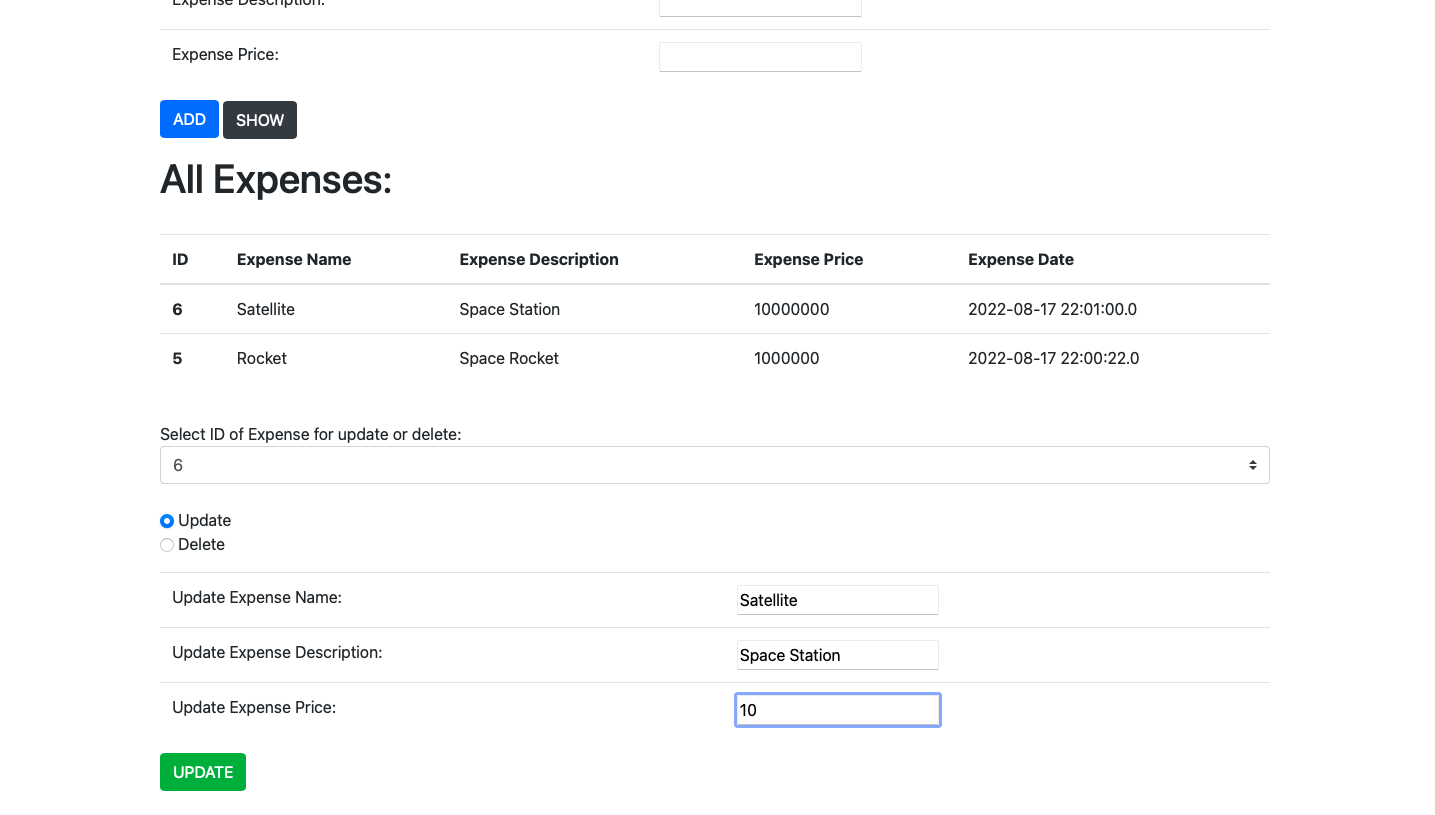 Expense Description:
Expense Price:
ADD SHOW
All Expenses:
ID Expense Name Expense Description Expense Price Expense Date
6 Satellite Space Station 10000000 2022-08-17 22:01:00.0
5 Rocket Space Rocket 1000000 2022-08-17 22:00:22.0
Select ID of Expense for update or delete:
6
Update
Delete
Update Expense Name: Satellite
Update Expense Description: Space Station
Update Expense Price: 10
UPDATE